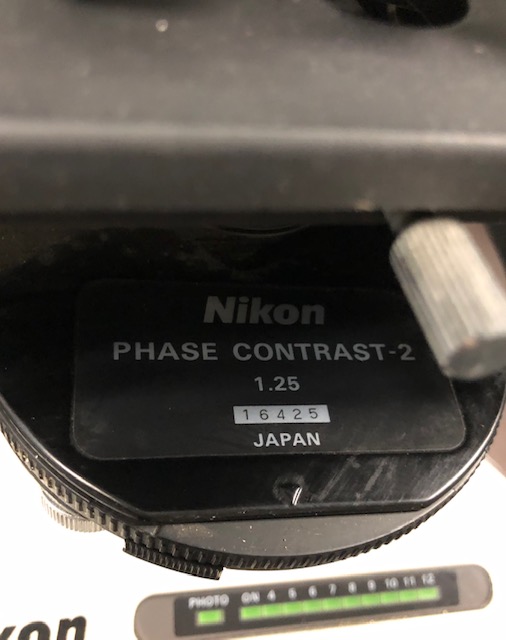 Nikon
PHASE CONTRAST-2
1.25
16425
JAPAN
PHOTO ON 4 5 6 7 8 9 10 11 12
kon